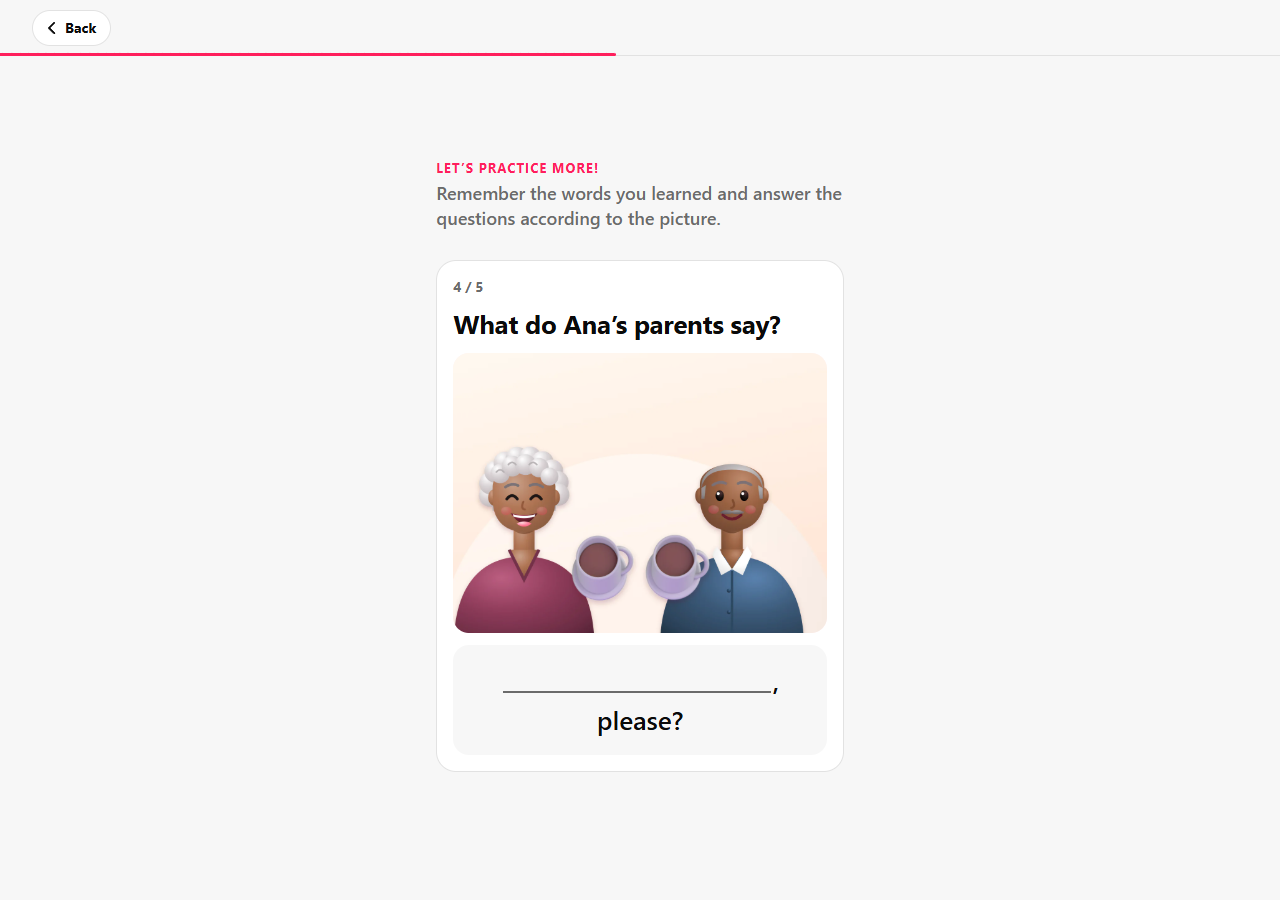 Back
LET'S PRACTICE MORE!
Remember the words you learned and answer the
questions according to the picture.
4 / 5
What do Ana’s parents say?
____________________,
please?